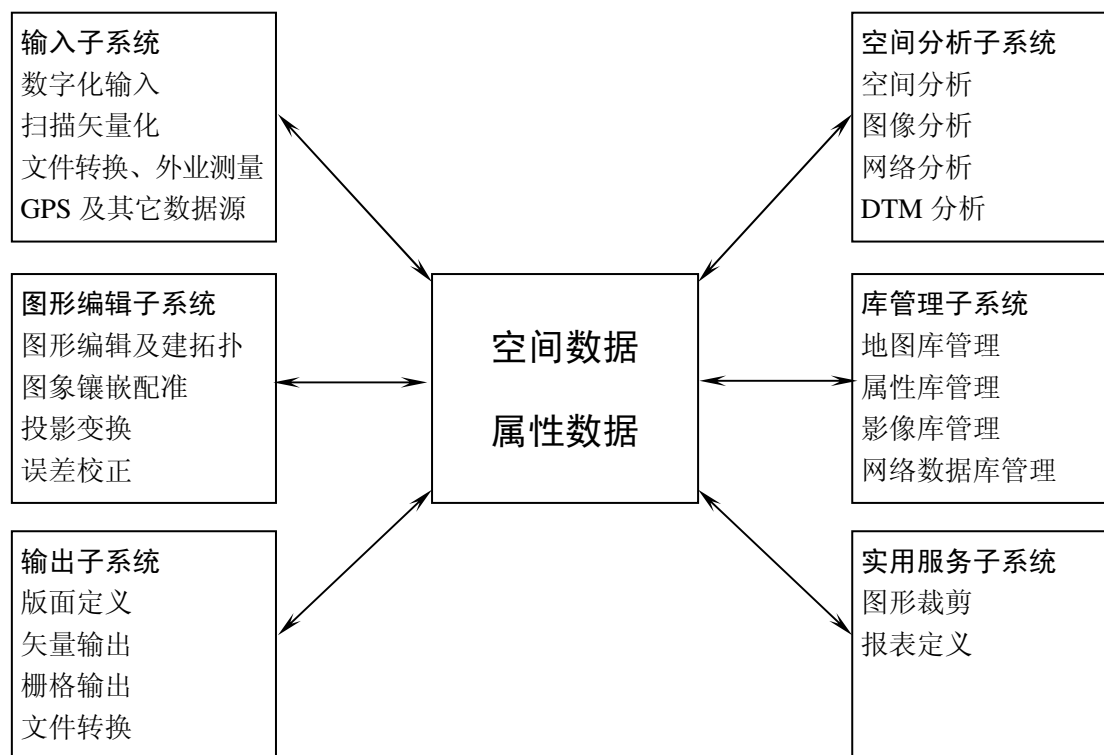 输入子系统
数字化输入
扫描矢量化
文件转换、外业测量
GPS 及其它数据源
空间分析子系统
空间分析
图像分析
网络分析
DTM 分析
图形编辑子系统
图形编辑及建拓扑
图象镶嵌配准
投影变换
误差校正
空间数据
属性数据
库管理子系统
地图库管理
属性库管理
影像库管理
网络数据库管理
输出子系统
版面定义
矢量输出
栅格输出
文件转换
实用服务子系统
图形裁剪
报表定义